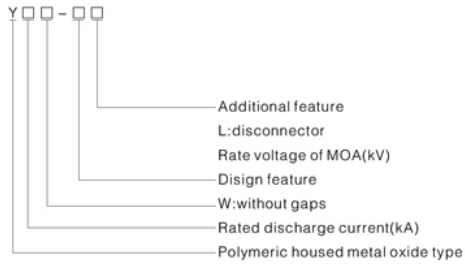 Y□□-□□
Additional feature
L:disconnector
Rate voltage of MOA(kV)
Disign feature
W:without gaps
Rated discharge current(kA)
Polymeric housed metal oxide type